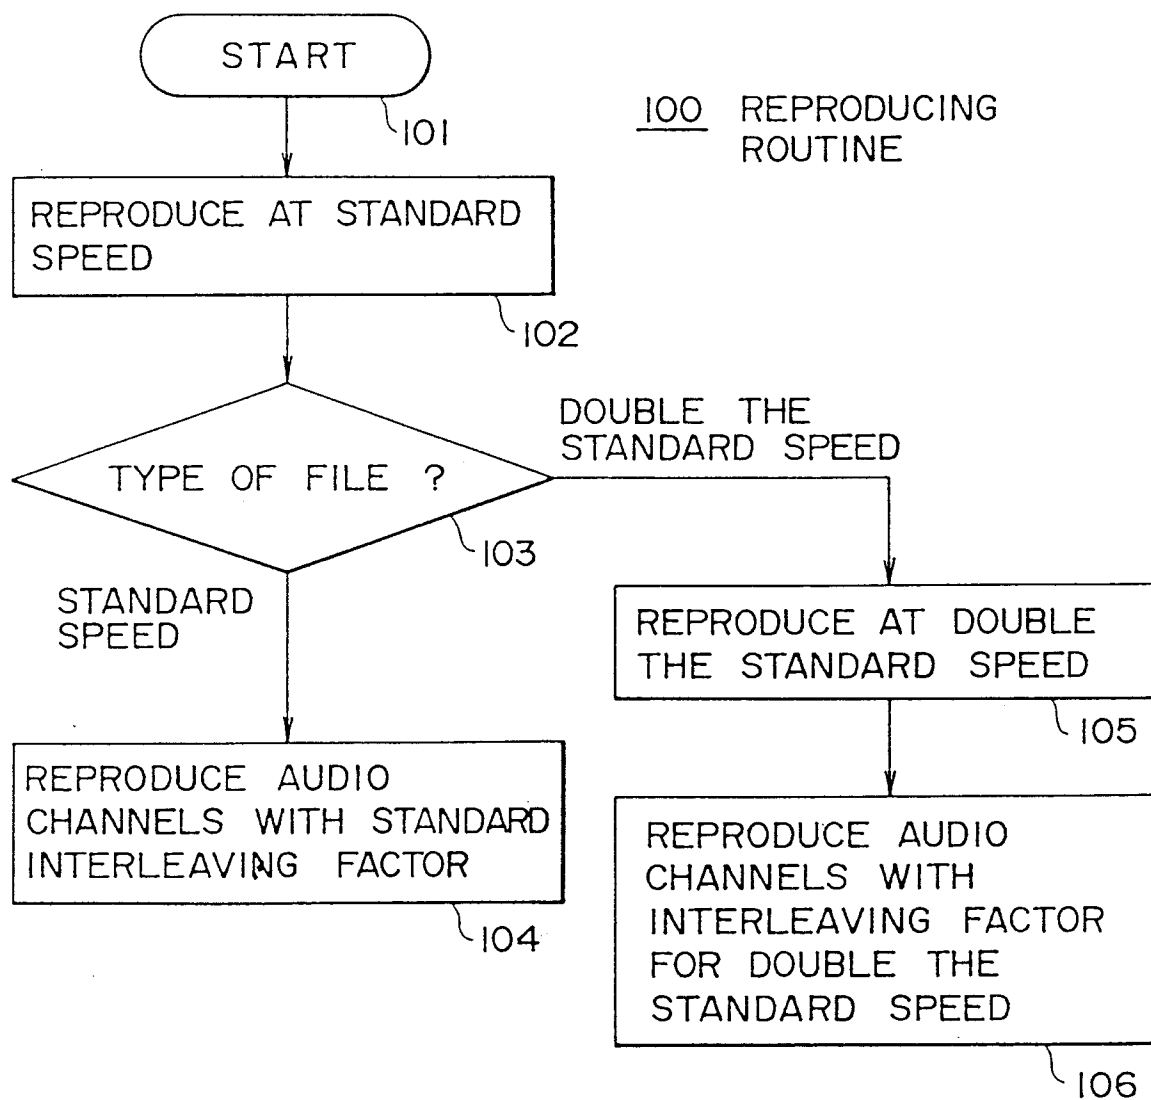 START
101
100 REPRODUCING
ROUTINE
REPRODUCE AT STANDARD
SPEED
102
TYPE OF FILE ?
103
DOUBLE THE
STANDARD SPEED
STANDARD
SPEED
REPRODUCE AT DOUBLE
THE STANDARD SPEED
105
REPRODUCE AUDIO
CHANNELS WITH STANDARD
INTERLEAVING FACTOR
104
REPRODUCE AUDIO
CHANNELS WITH
INTERLEAVING FACTOR
FOR DOUBLE THE
STANDARD SPEED
106